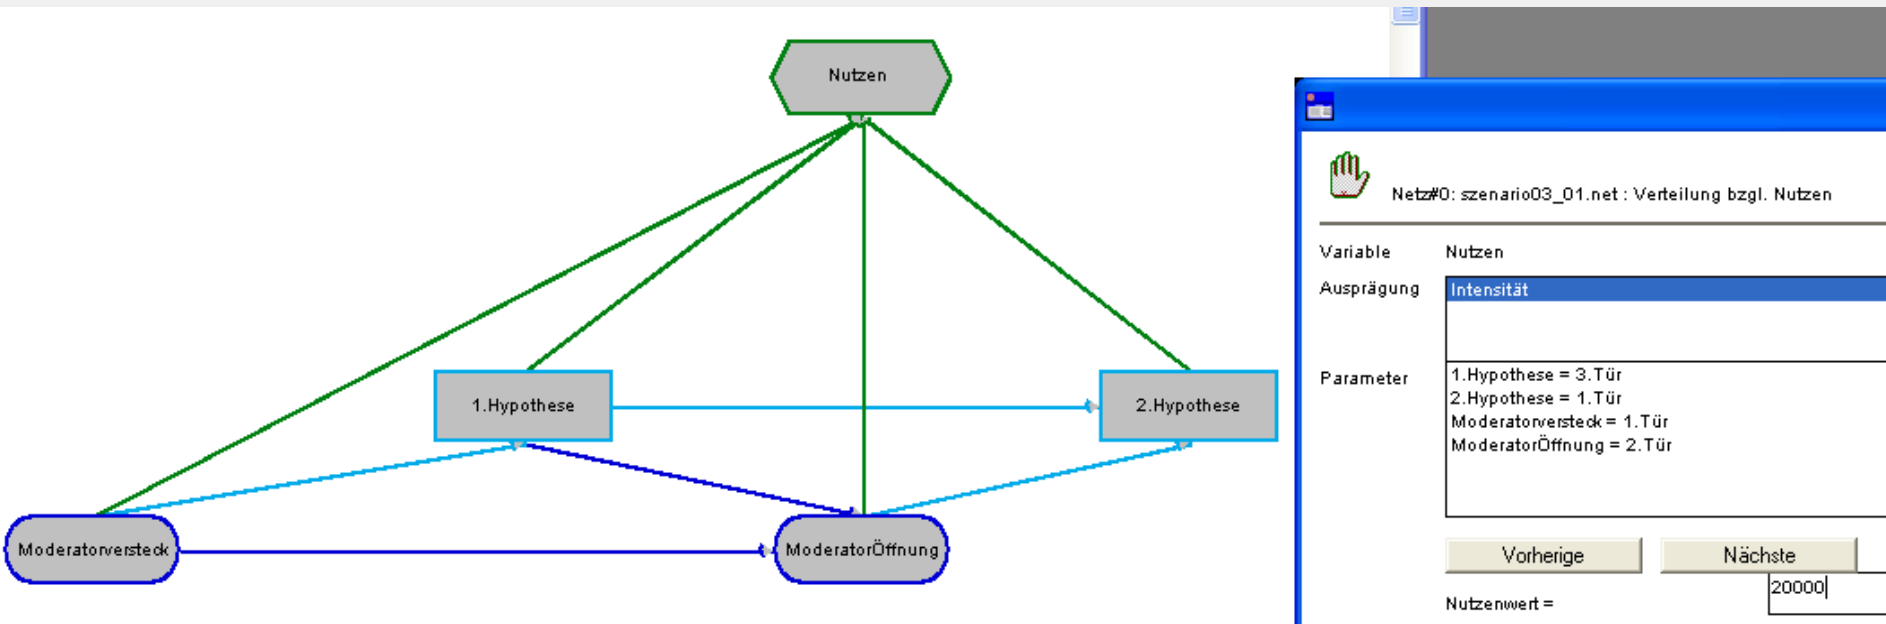 Nutzen
1.Hypothese
2.Hypothese
Moderatorversteck
ModeratorÖffnung
Netz#0: szenario03_01.net : Verteilung bzgl. Nutzen
Variable Nutzen
Ausprägung Intensität
Parameter 1.Hypothese = 3.Tür
2.Hypothese = 1.Tür
Moderatorversteck = 1.Tür
ModeratorÖffnung = 2.Tür
Vorherige Nächste
Nutzenwert = 20000